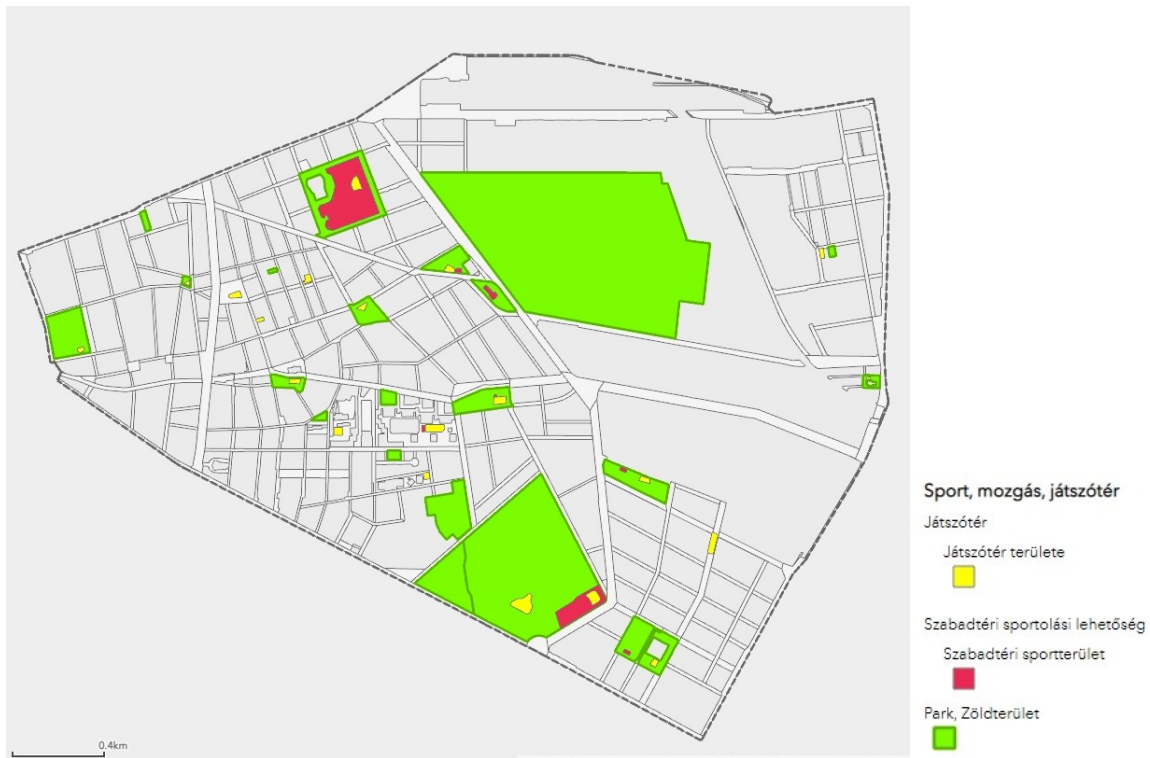 Sport, mozgás, játszótér
Játszótér
Játszótér területe
Szabadtéri sportolási lehetőség
Szabadtéri sportterület
Park, Zöldterület
0.4km